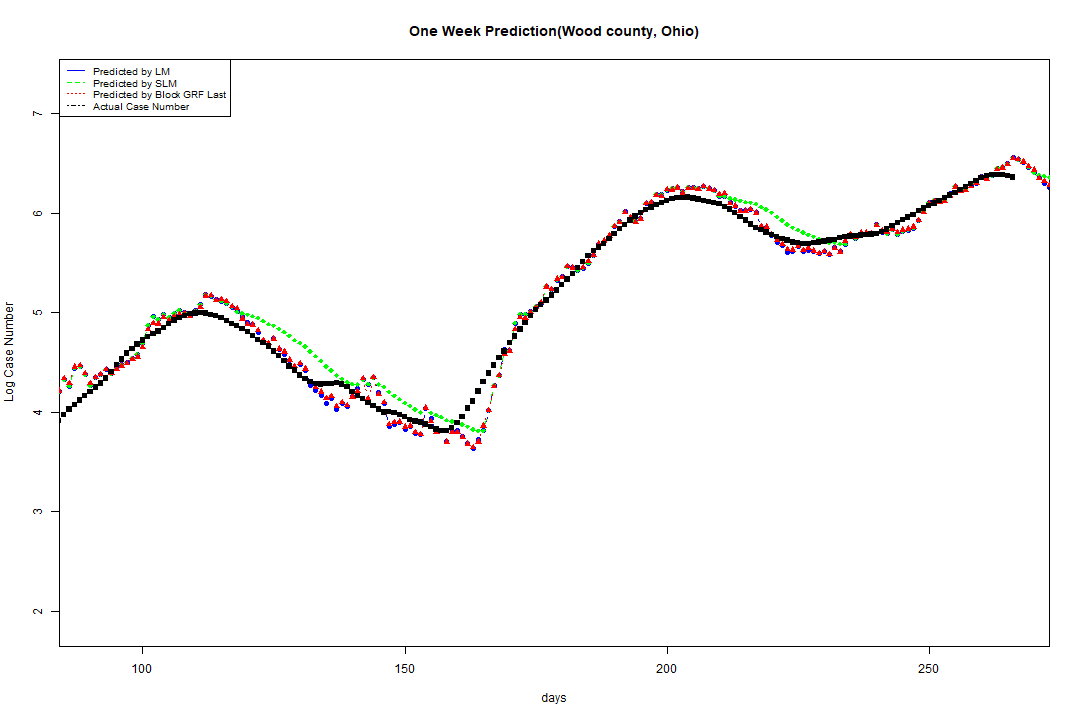 One Week Prediction(Wood county, Ohio)
Predicted by LM
Predicted by SLM
Predicted by Block GRF Last
Actual Case Number
7
6
5
4
3
2
Log Case Number
100
150
200
250
days